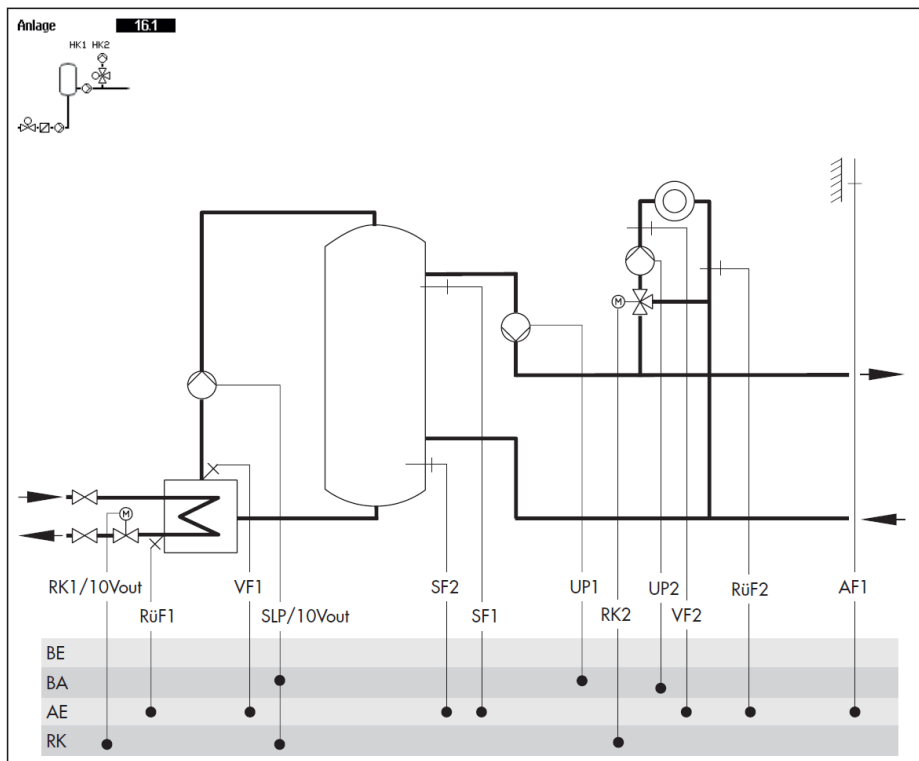 Anlage 16.1
HK1 HK2
M
M
RK1/10Vout VF1 SF2 UP1 UP2 RüF2 AF1
RüF1 SLP/10Vout SF1 RK2 VF2
BE
BA
AE
RK